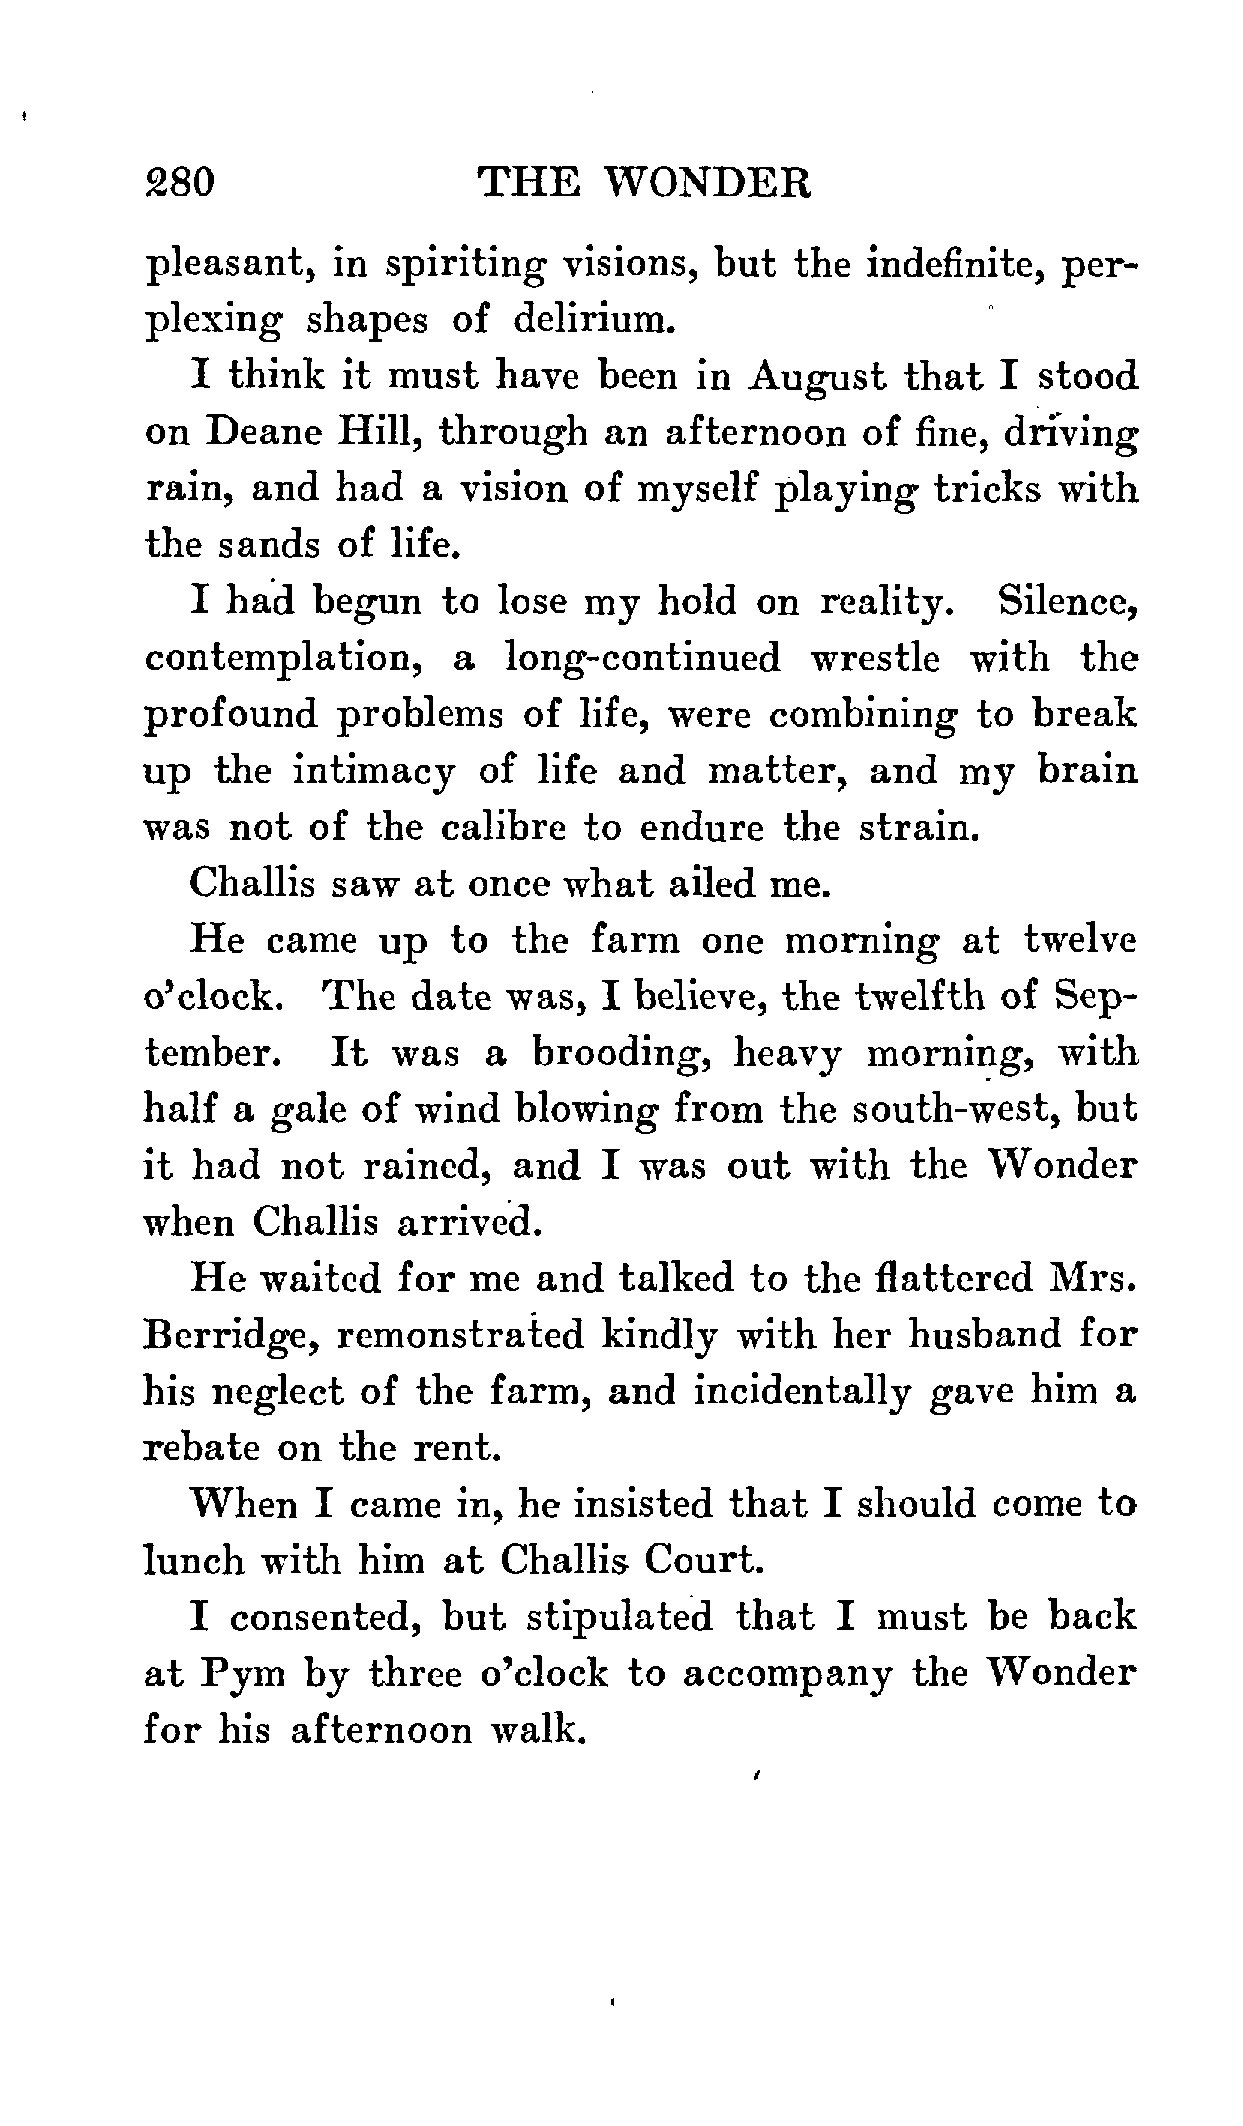 280 THE WONDER
pleasant, in spiriting visions, but the indefinite, per-
plexing shapes of delirium.
I think it must have been in August that I stood
on Deane Hill, through an afternoon of fine, driving
rain, and had a vision of myself playing tricks with
the sands of life.
I had begun to lose my hold on reality. Silence,
contemplation, a long-continued wrestle with the
profound problems of life, were combining to break
up the intimacy of life and matter, and my brain
was not of the calibre to endure the strain.
Challis saw at once what ailed me.
He came up to the farm one morning at twelve
o'clock. The date was, I believe, the twelfth of Sep-
tember. It was a brooding, heavy morning, with
half a gale of wind blowing from the south-west, but
it had not rained, and I was out with the Wonder
when Challis arrived.
He waited for me and talked to the flattered Mrs.
Berridge, remonstrated kindly with her husband for
his neglect of the farm, and incidentally gave him a
rebate on the rent.
When I came in, he insisted that I should come to
lunch with him at Challis Court.
I consented, but stipulated that I must be back
at Pym by three o'clock to accompany the Wonder
for his afternoon walk.